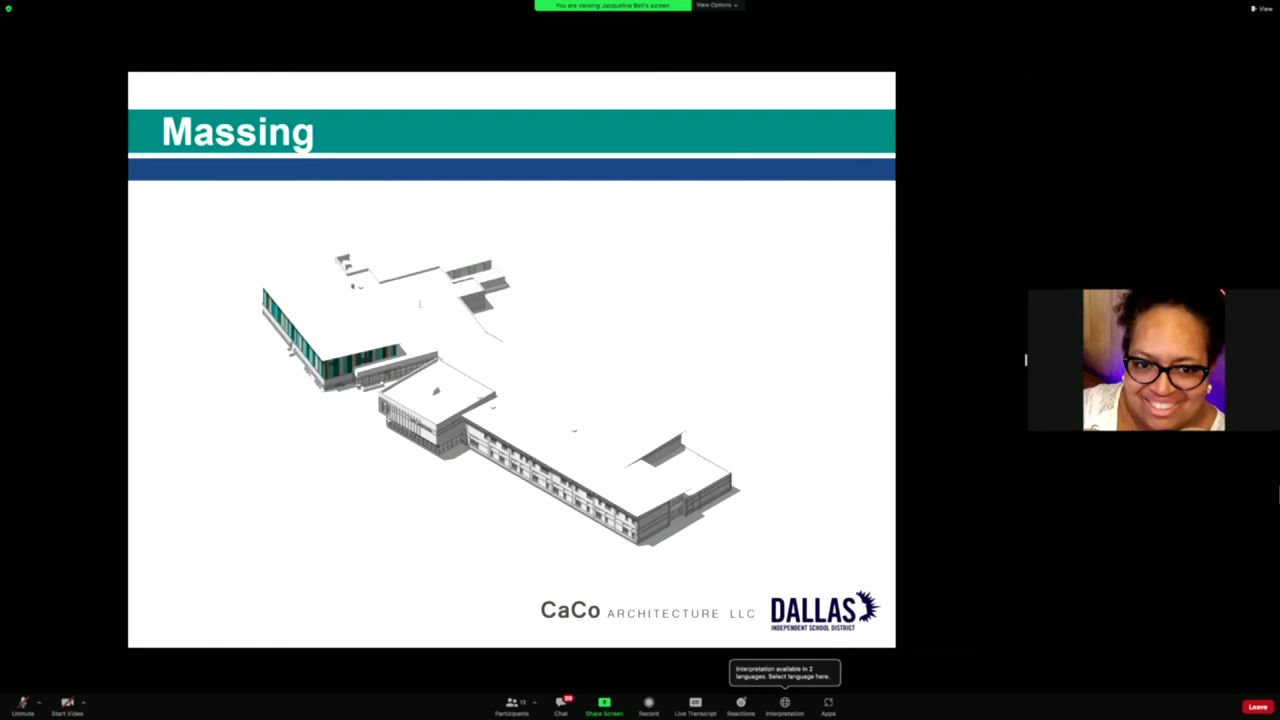 You are viewing Jacqueline Bell's screen
View Options
View
Massing
CaCo ARCHITECTURE LLC
DALLAS
INDEPENDENT SCHOOL DISTRICT
Interpretation available in 2
languages. Select language here.
Unmute
Start Video
Participants
Chat
Share Screen
Record
Live Transcript
Reactions
Interpretation
Apps
Leave